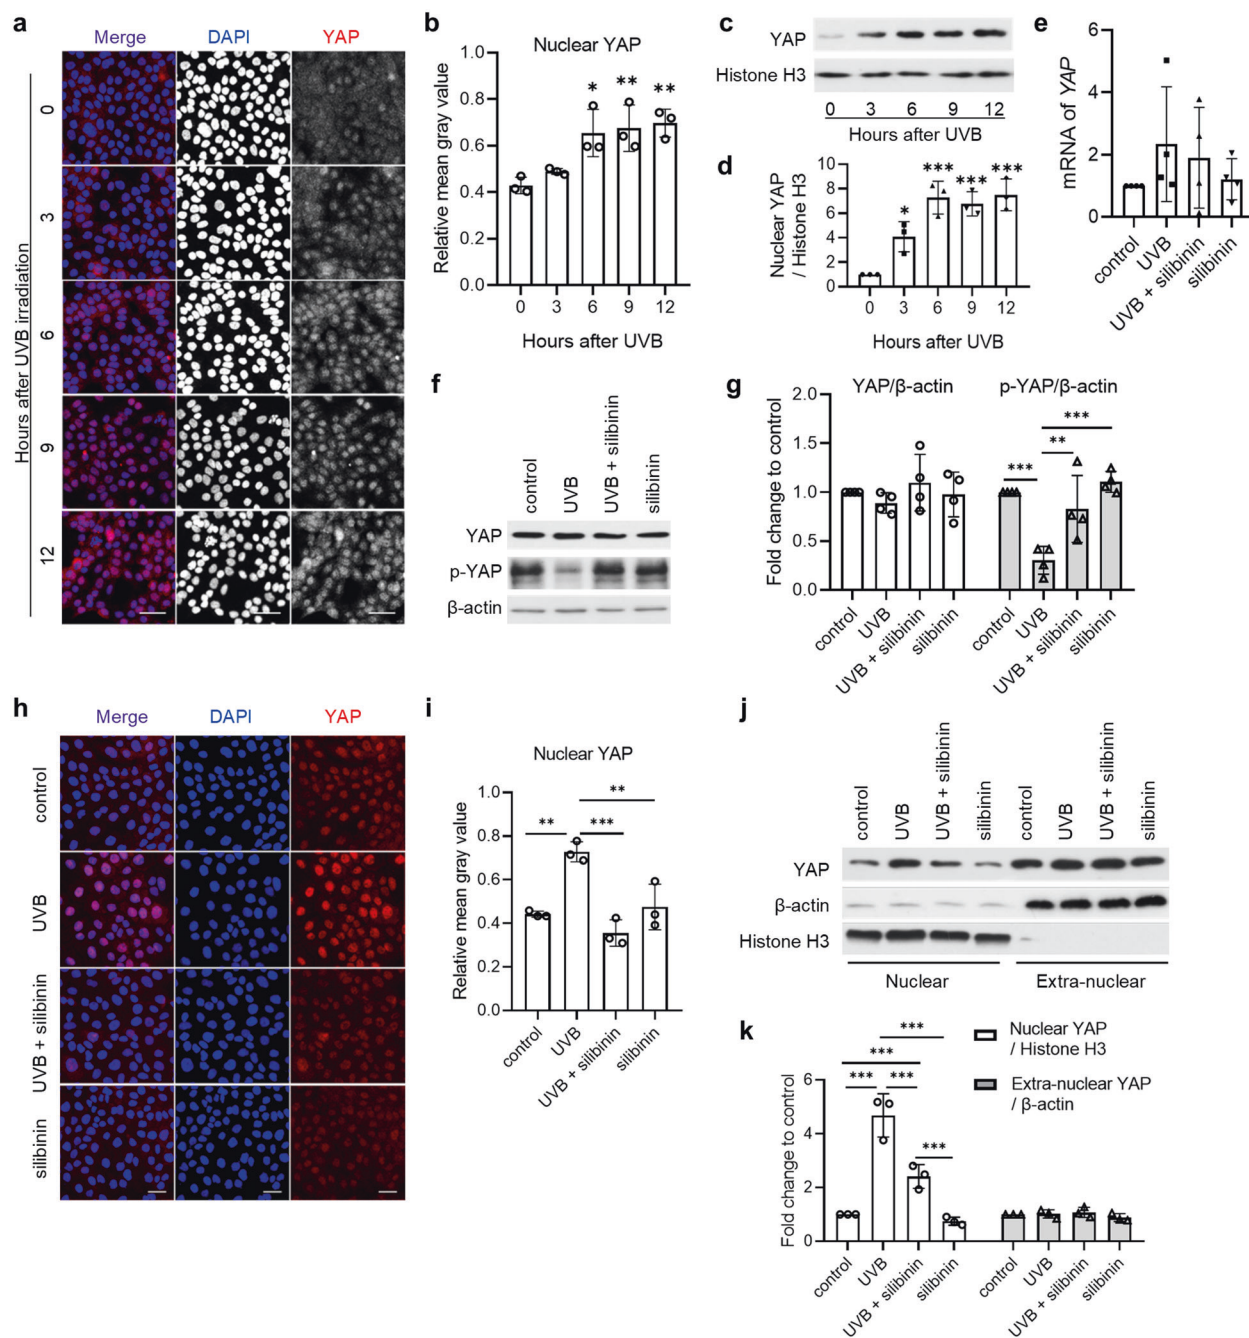 a
Merge DAPI YAP
Hours after UVB irradiation
0
3
6
9
12
b
Nuclear YAP
Relative mean gray value
1.0
0.8
0.6
0.4
0.2
0.0
* ** **
0 3 6 9 12
Hours after UVB
c
YAP
Histone H3
0 3 6 9 12
Hours after UVB
d
Nuclear YAP
/ Histone H3
10
8
6
4
2
0
* *** *** ***
0 3 6 9 12
Hours after UVB
e
mRNA of YAP
6
4
2
0
control
UVB
UVB + silibinin
silibinin
f
control
UVB
UVB + silibinin
silibinin
YAP
p-YAP
β-actin
g
YAP/β-actin p-YAP/β-actin
Fold change to control
2.0
1.5
1.0
0.5
0.0
***
**
***
control
UVB
UVB + silibinin
silibinin
control
UVB
UVB + silibinin
silibinin
h
Merge DAPI YAP
control
UVB
UVB + silibinin
silibinin
i
Nuclear YAP
Relative mean gray value
1.0
0.8
0.6
0.4
0.2
0.0
**
** ***
control
UVB
UVB + silibinin
silibinin
j
control
UVB
UVB + silibinin
silibinin
control
UVB
UVB + silibinin
silibinin
YAP
β-actin
Histone H3
Nuclear Extra-nuclear
k
Nuclear YAP
/ Histone H3
Extra-nuclear YAP
/ β-actin
Fold change to control
6
4
2
0
***
***
*** ***
***
control
UVB
UVB + silibinin
silibinin
control
UVB
UVB + silibinin
silibinin